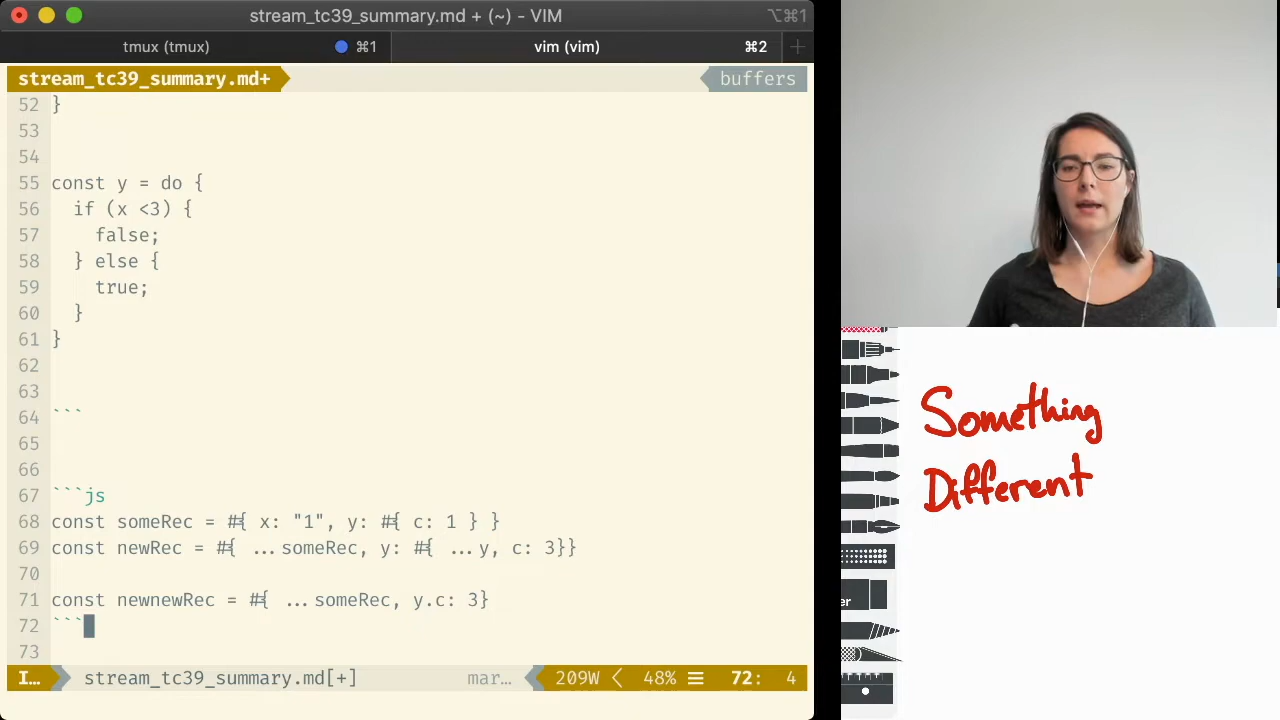 stream_tc39_summary.md + (~) - VIM
⌥⌘1
tmux (tmux)
⌘1
vim (vim)
⌘2
+
stream_tc39_summary.md+
buffers
52 }
53
54
55 const y = do {
56   if (x <3) {
57     false;
58   } else {
59     true;
60   }
61 }
62
63
64 ```
65
66
67 ```js
68 const someRec = #{ x: "1", y: #{ c: 1 } }
69 const newRec = #{ ...someRec, y: #{ ...y, c: 3}}
70
71 const newnewRec = #{ ...someRec, y.c: 3}
72 ```
73
I… stream_tc39_summary.md[+] mar… 209W 48% ☰ 72: 4
Something
Different
er